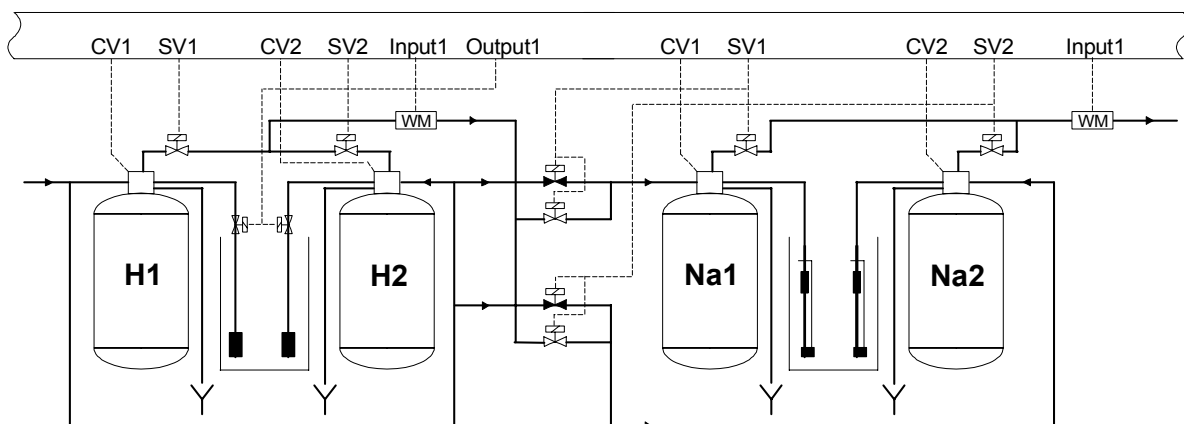 CV1 SV1 CV2 SV2 Input1 Output1 CV1 SV1 CV2 SV2 Input1
WM WM
H1 H2 Na1 Na2